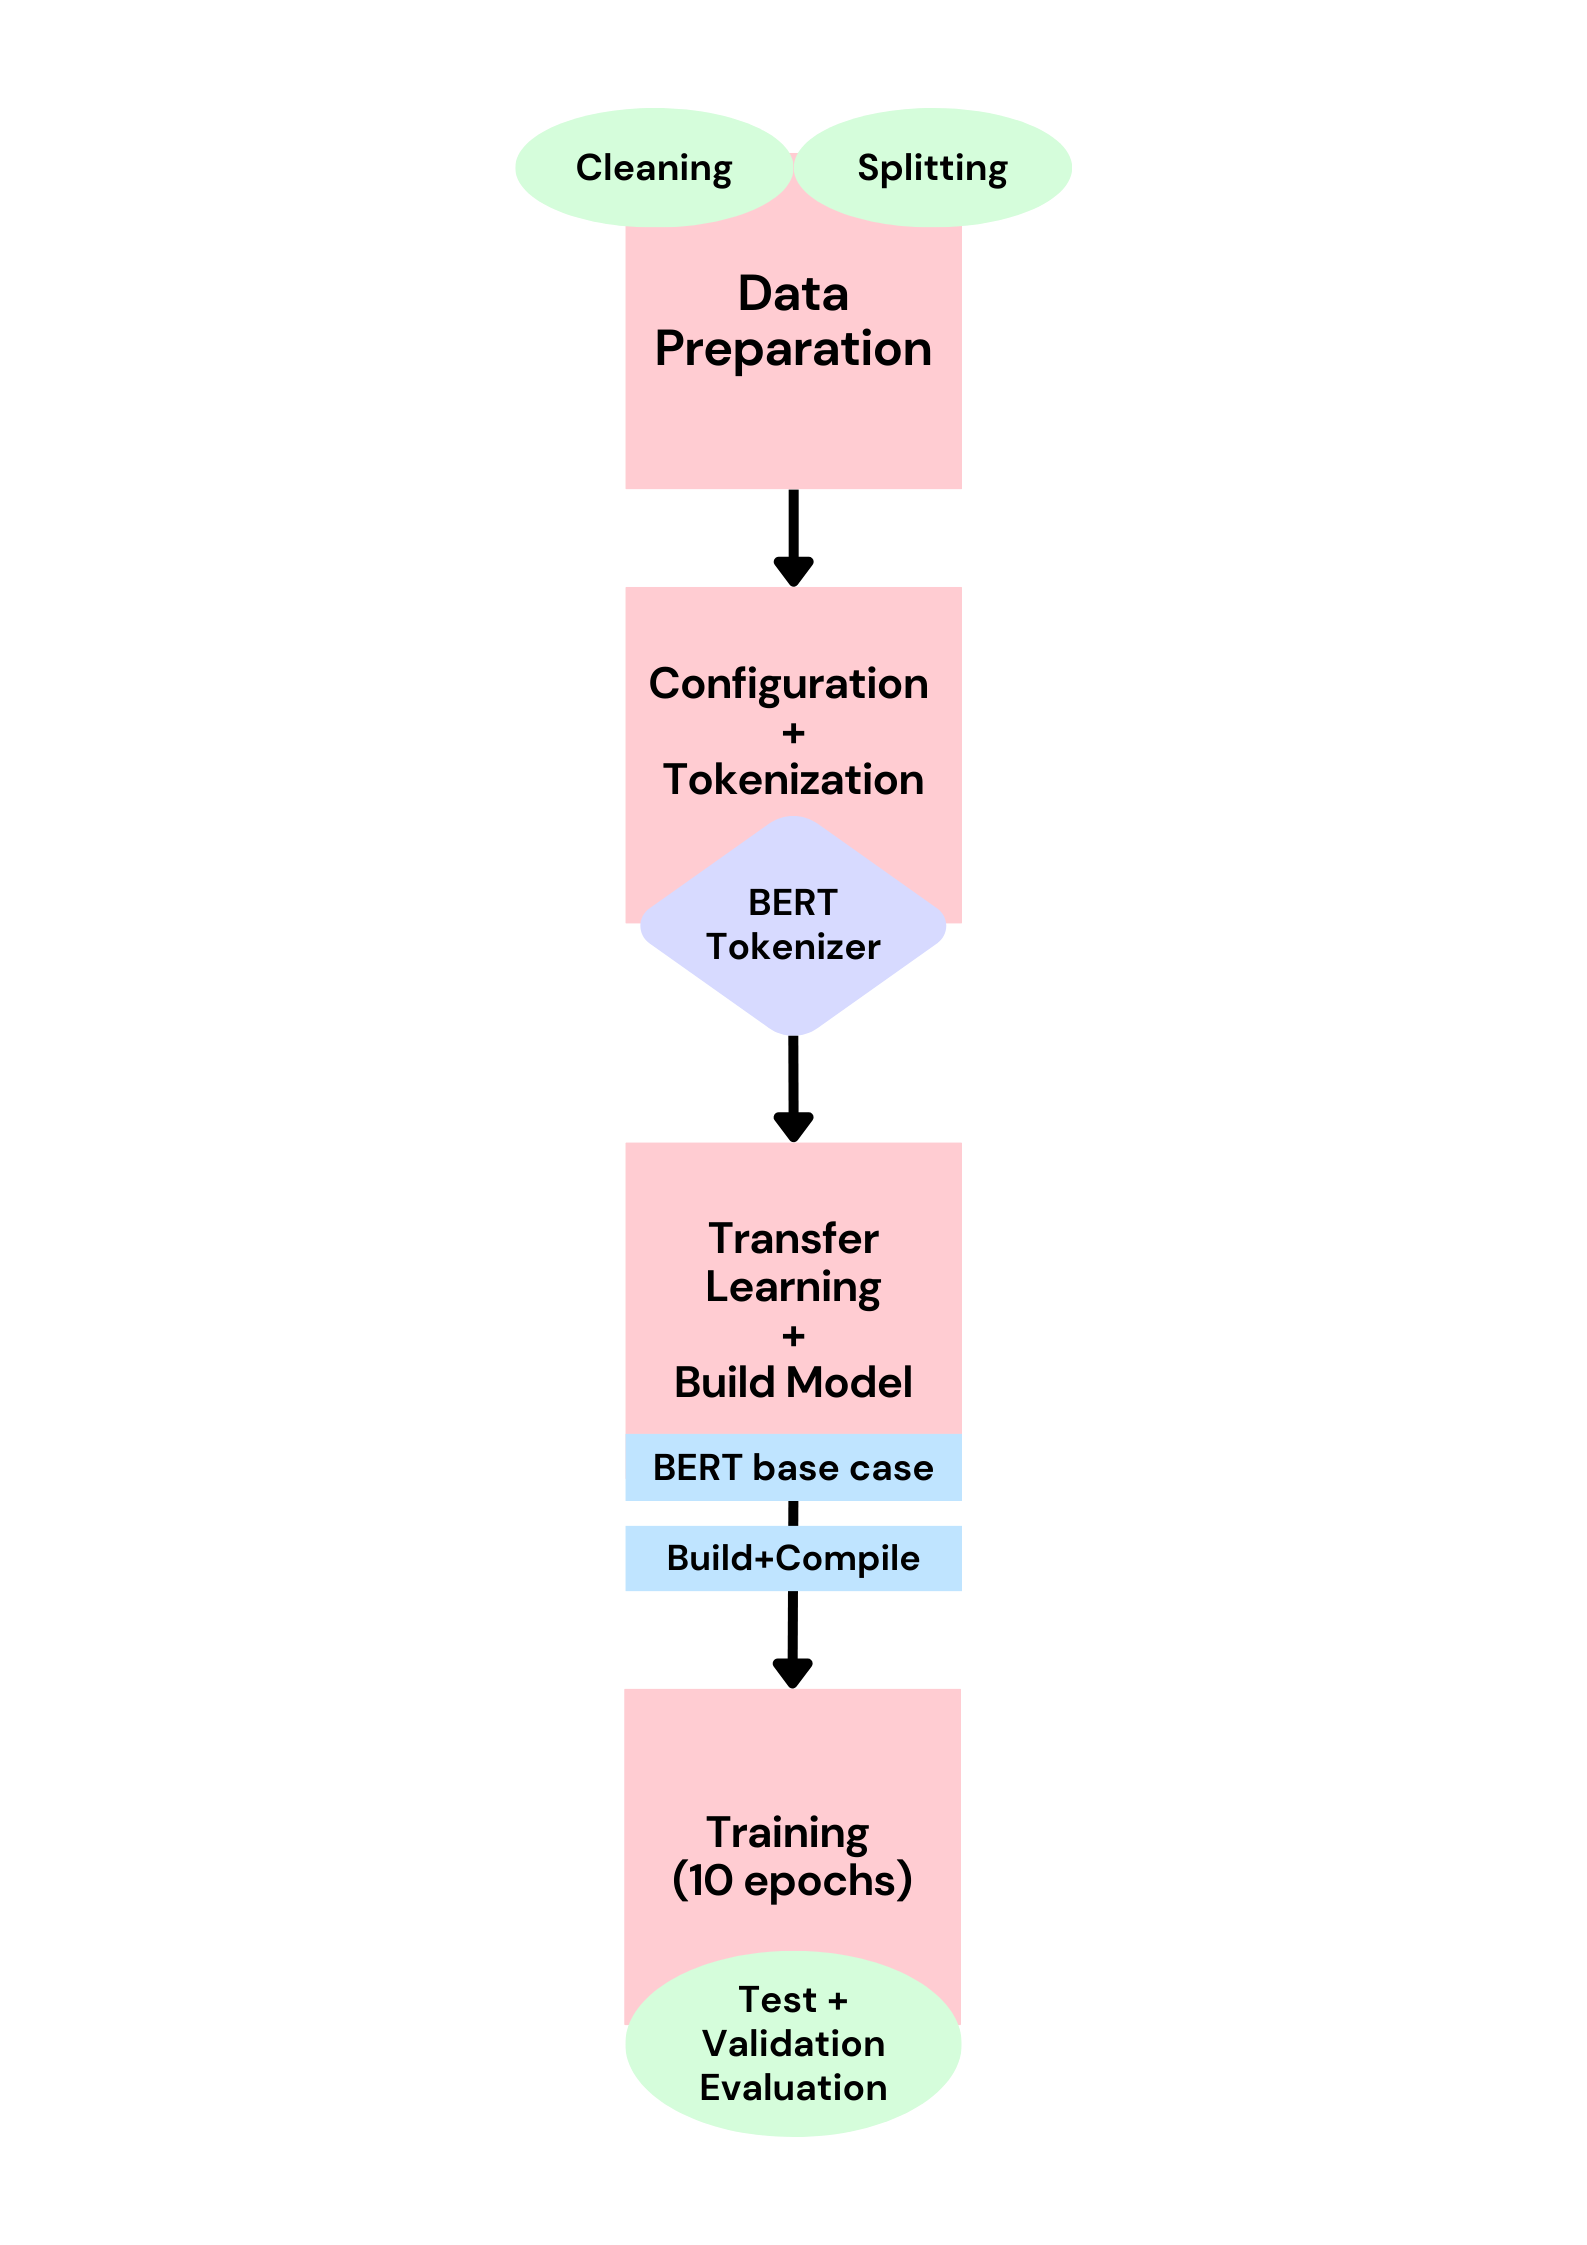 Cleaning
Splitting
Data
Preparation
Configuration
+
Tokenization
BERT
Tokenizer
Transfer
Learning
+
Build Model
BERT base case
Build+Compile
Training
(10 epochs)
Test +
Validation
Evaluation